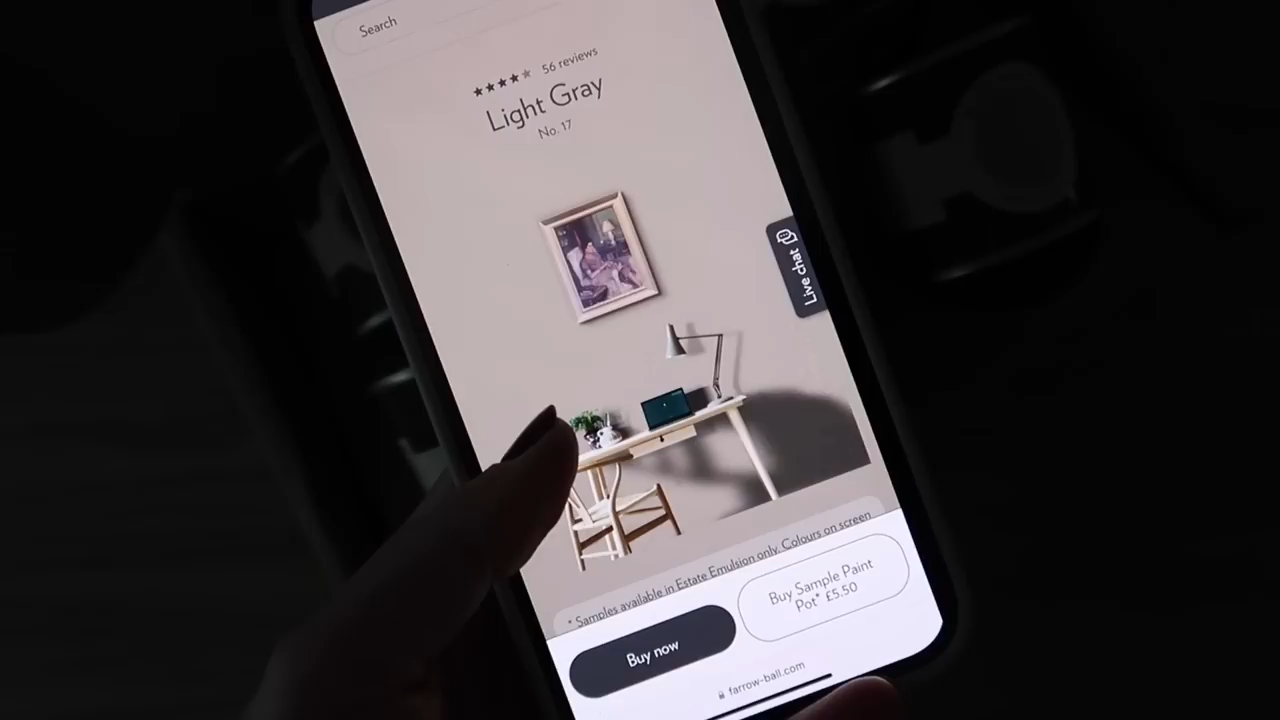 Search
56 reviews
Light Gray
No. 17
Live chat
* Samples available in Estate Emulsion only. Colours on screen
Buy now
Buy Sample Paint
Pot* £5.50
farrow-ball.com